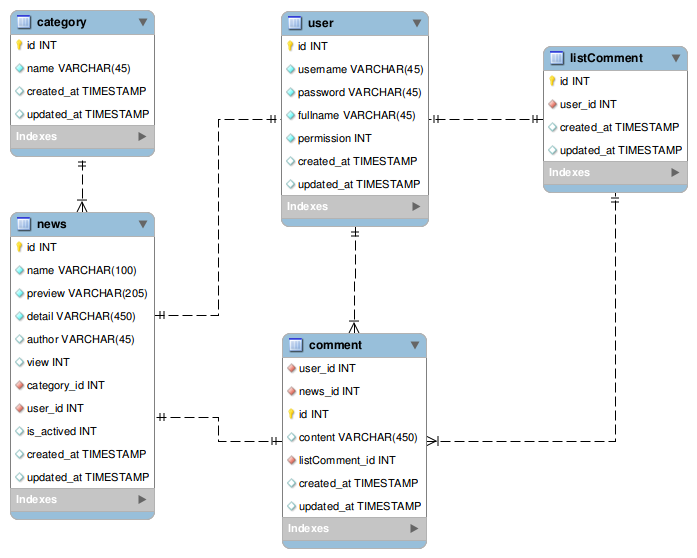 category
id INT
name VARCHAR(45)
created_at TIMESTAMP
updated_at TIMESTAMP
Indexes
news
id INT
name VARCHAR(100)
preview VARCHAR(205)
detail VARCHAR(450)
author VARCHAR(45)
view INT
category_id INT
user_id INT
is_actived INT
created_at TIMESTAMP
updated_at TIMESTAMP
Indexes
user
id INT
username VARCHAR(45)
password VARCHAR(45)
fullname VARCHAR(45)
permission INT
created_at TIMESTAMP
updated_at TIMESTAMP
Indexes
comment
user_id INT
news_id INT
id INT
content VARCHAR(450)
listComment_id INT
created_at TIMESTAMP
updated_at TIMESTAMP
Indexes
listComment
id INT
user_id INT
created_at TIMESTAMP
updated_at TIMESTAMP
Indexes